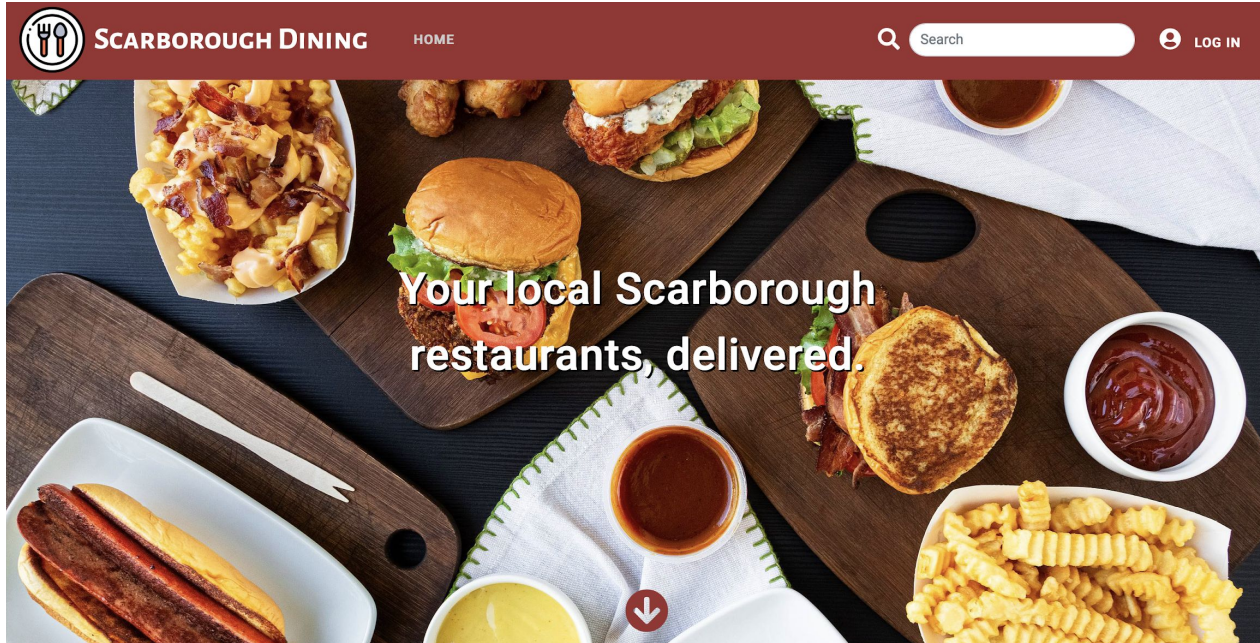 Scarborough Dining
HOME
Search
LOG IN
Your local Scarborough
restaurants, delivered.